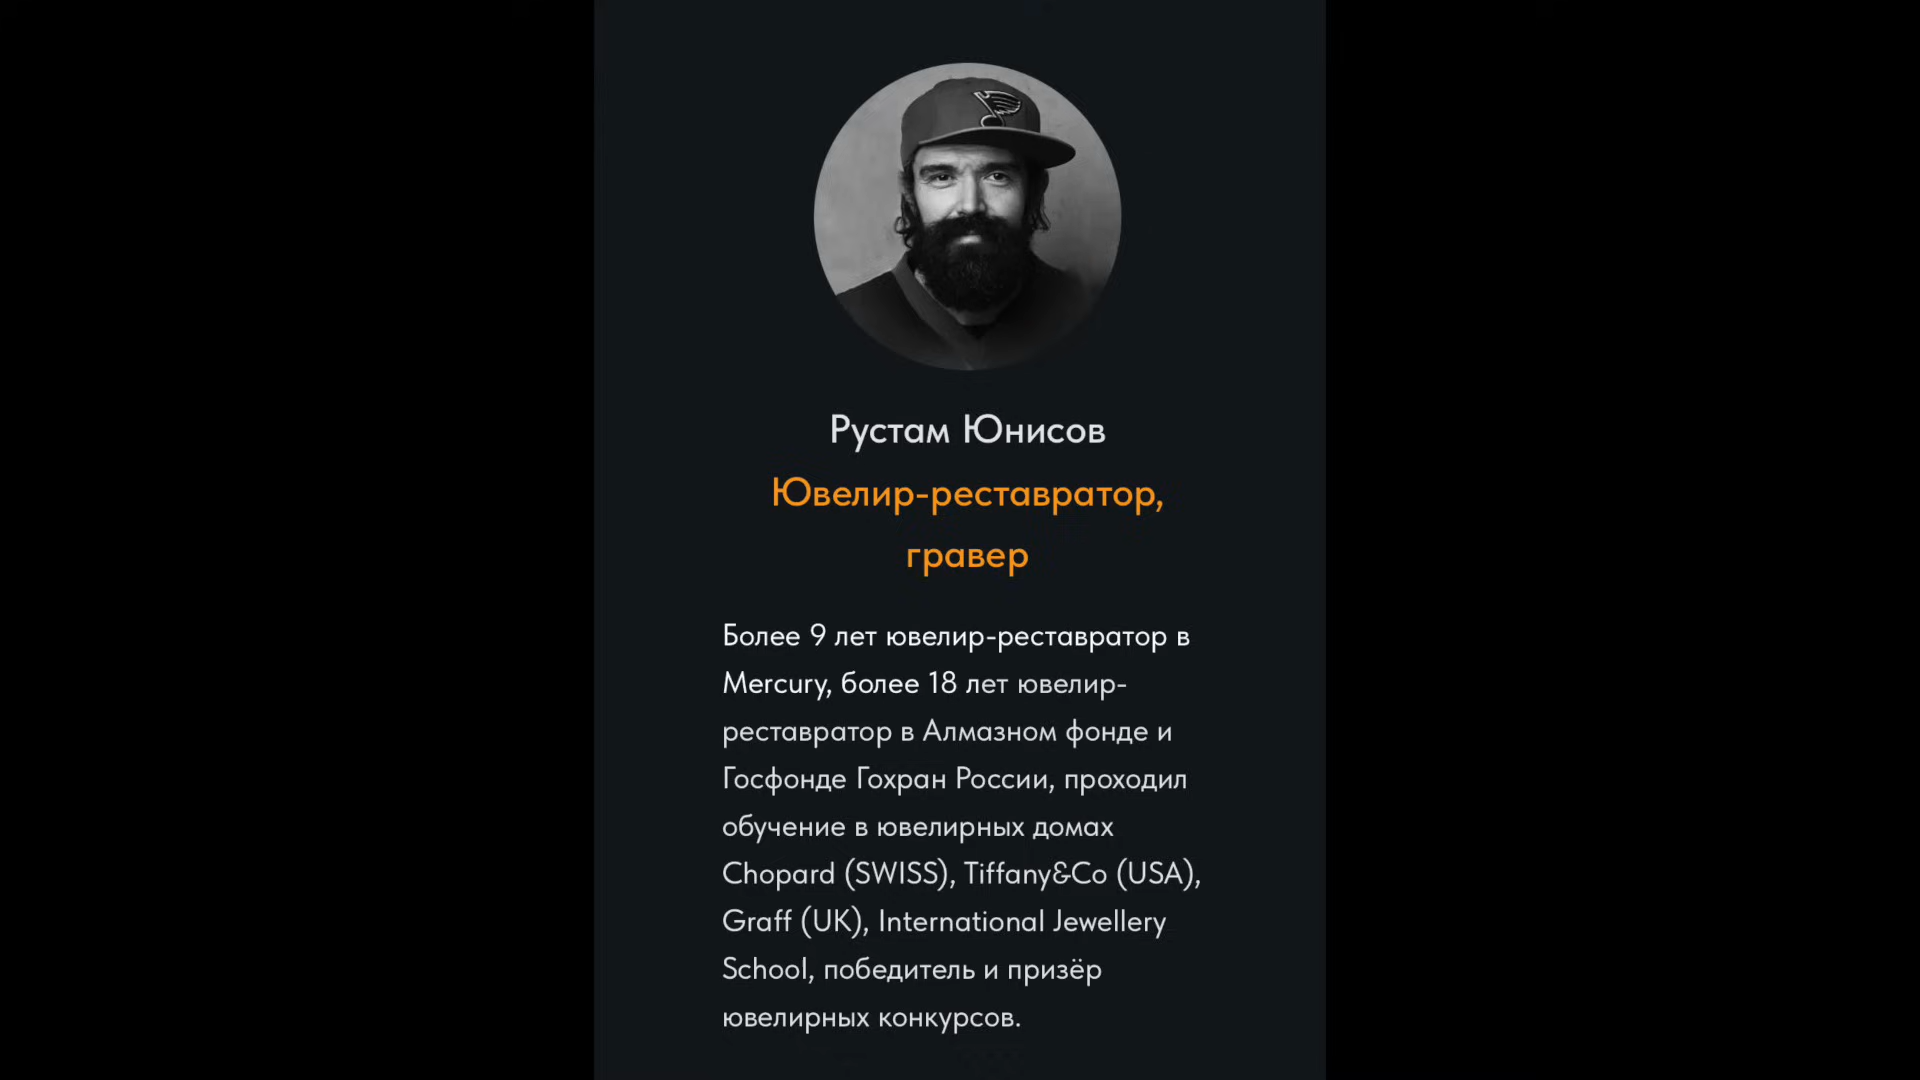 Рустам Юнисов
Ювелир-реставратор,
гравер
Более 9 лет ювелир-реставратор в
Mercury, более 18 лет ювелир-
реставратор в Алмазном фонде и
Госфонде Гохран России, проходил
обучение в ювелирных домах
Chopard (SWISS), Tiffany&Co (USA),
Graff (UK), International Jewellery
School, победитель и призёр
ювелирных конкурсов.